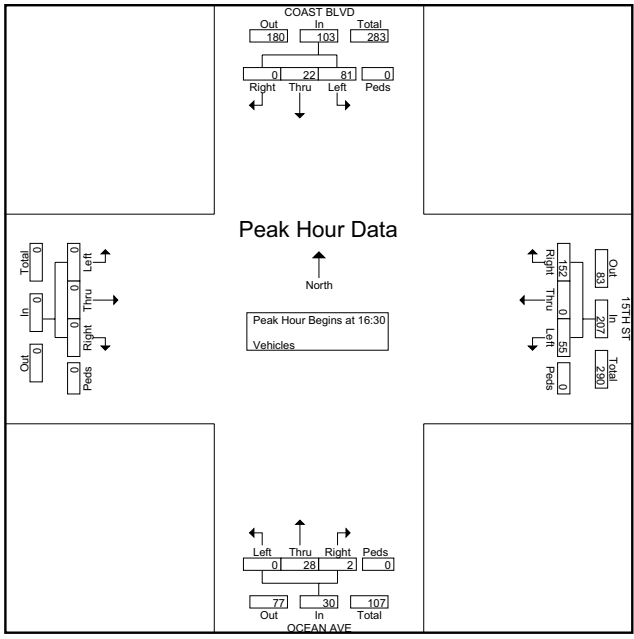 COAST BLVD
Out In Total
180 103 283
0 22 81 0
Right Thru Left Peds
Peak Hour Data
North
Peak Hour Begins at 16:30
Vehicles
Total In Out
0 0 0
0 0 0 0
Left Thru Right Peds
15TH ST
Out In Total
83 207 290
152 0 55 0
Right Thru Left Peds
Left Thru Right Peds
0 28 2 0
77 30 107
Out In Total
OCEAN AVE